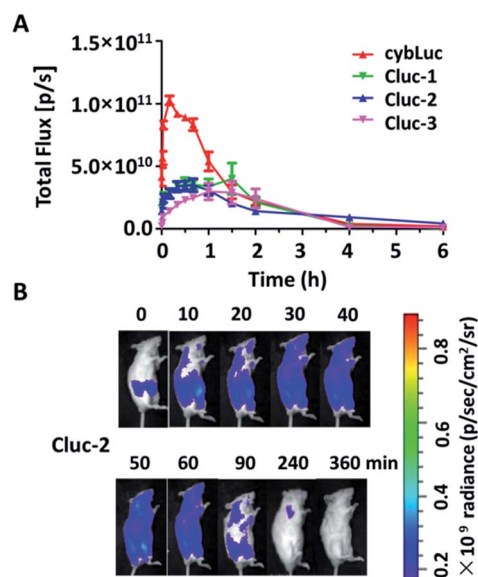 A
Total Flux [p/s]
1.5×10¹¹
1.0×10¹¹
5.0×10¹⁰
0.0
0 1 2 3 4 5 6
Time (h)
cybLuc
Cluc-1
Cluc-2
Cluc-3
B
0 10 20 30 40
Cluc-2
50 60 90 240 360 min
0.8
0.6
0.4
0.2
×10⁹ radiance (p/sec/cm²/sr)